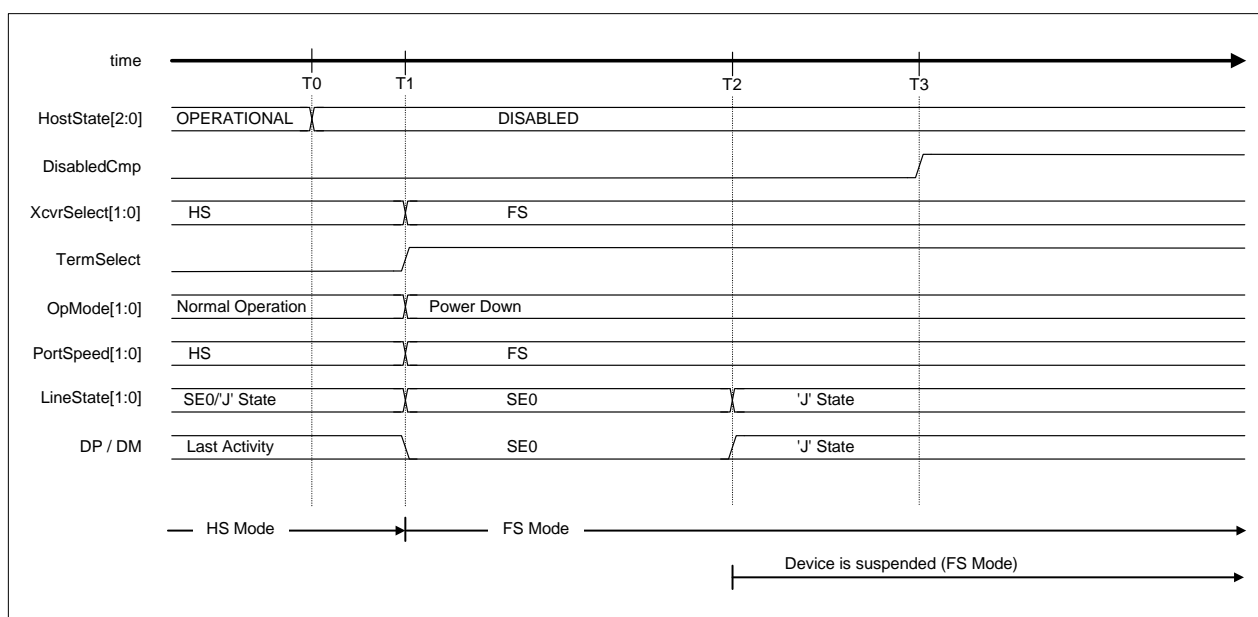 time
T0 T1 T2 T3
HostState[2:0] OPERATIONAL DISABLED
DisabledCmp
XcvrSelect[1:0] HS FS
TermSelect
OpMode[1:0] Normal Operation Power Down
PortSpeed[1:0] HS FS
LineState[1:0] SE0/'J' State SE0 'J' State
DP / DM Last Activity SE0 'J' State
HS Mode FS Mode
Device is suspended (FS Mode)